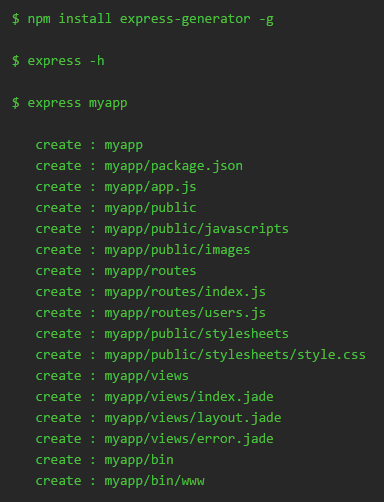 $ npm install express-generator -g
$ express -h
$ express myapp
create : myapp
create : myapp/package.json
create : myapp/app.js
create : myapp/public
create : myapp/public/javascripts
create : myapp/public/images
create : myapp/routes
create : myapp/routes/index.js
create : myapp/routes/users.js
create : myapp/public/stylesheets
create : myapp/public/stylesheets/style.css
create : myapp/views
create : myapp/views/index.jade
create : myapp/views/layout.jade
create : myapp/views/error.jade
create : myapp/bin
create : myapp/bin/www